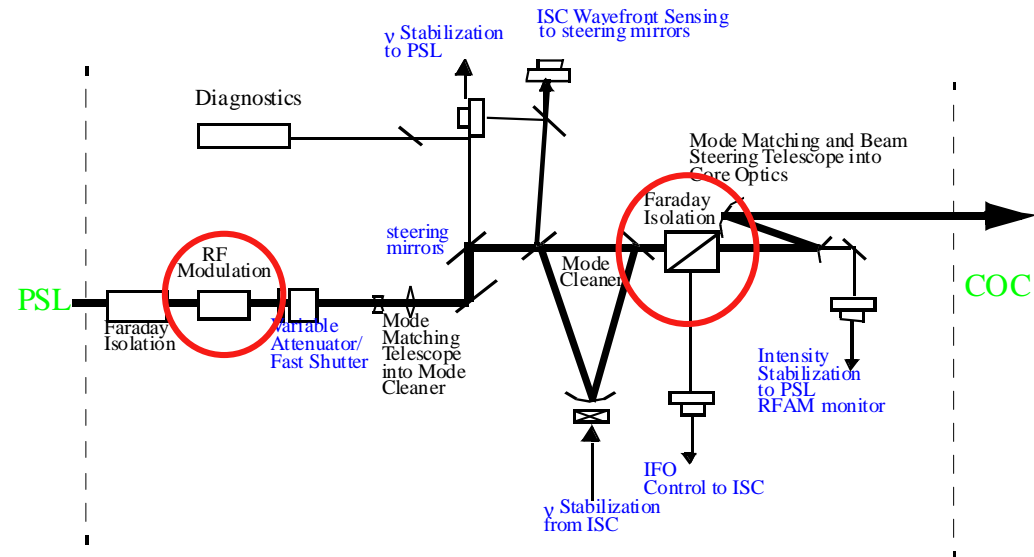 ISC Wavefront Sensing
to steering mirrors
ν Stabilization
to PSL
Diagnostics
Mode Matching and Beam
Steering Telescope into
Core Optics
Faraday
Isolation
steering
mirrors
RF
Modulation
Mode
Cleaner
PSL
COC
Faraday
Isolation
Variable
Attenuator/
Fast Shutter
Mode
Matching
Telescope
into Mode
Cleaner
Intensity
Stabilization
to PSL
RFAM monitor
IFO
Control to ISC
ν Stabilization
from ISC